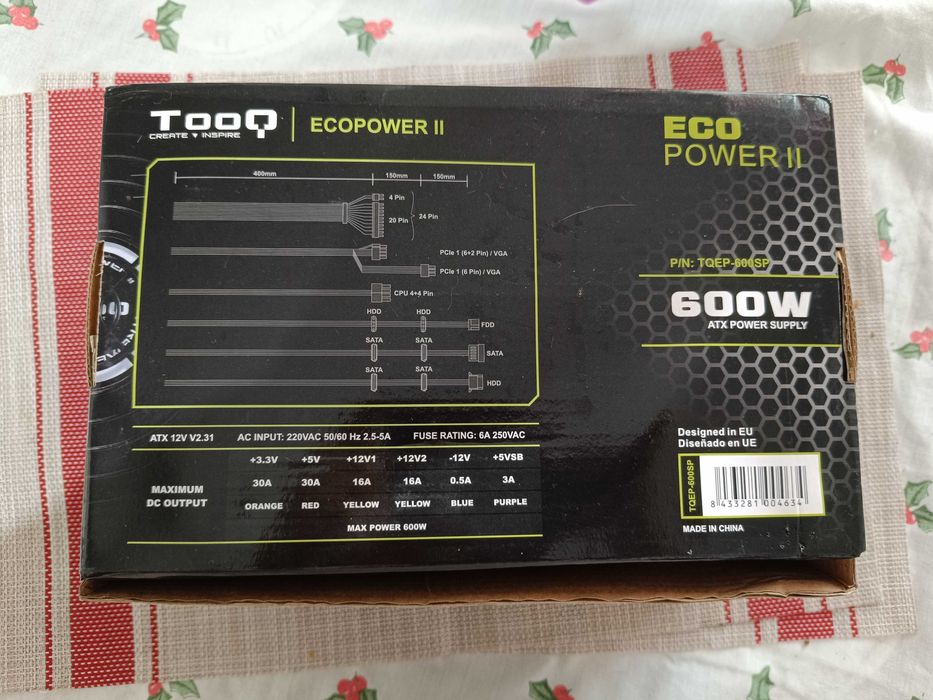 TOOQ
CREATE ▼ INSPIRE
ECOPOWER II
ECO
POWER II
400mm 150mm 150mm
4 Pin
20 Pin
24 Pin
PCIe 1 (6+2 Pin) / VGA
PCIe 1 (6 Pin) / VGA
CPU 4+4 Pin
HDD HDD
FDD
SATA SATA
SATA
SATA SATA
HDD
P/N: TQEP-600SP
600W
ATX POWER SUPPLY
ATX 12V V2.31 AC INPUT: 220VAC 50/60 Hz 2.5-5A FUSE RATING: 6A 250VAC
+3.3V +5V +12V1 +12V2 -12V +5VSB
MAXIMUM
DC OUTPUT
30A 30A 16A 16A 0.5A 3A
ORANGE RED YELLOW YELLOW BLUE PURPLE
MAX POWER 600W
Designed in EU
Diseñado en UE
TQEP-600SP
8 433281 004634
MADE IN CHINA